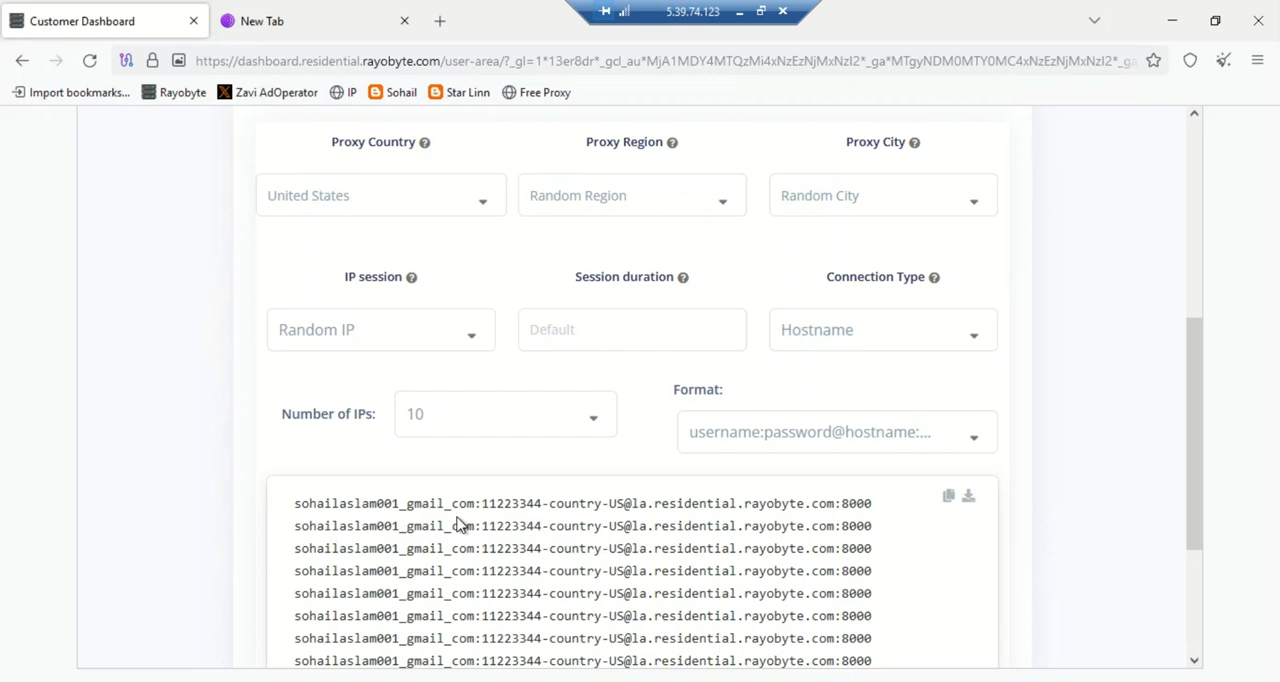 5.39.74.123
Customer Dashboard
New Tab
https://dashboard.residential.rayobyte.com/user-area/?_gl=1*13er8dr*_gcl_au*MjA1MDY4MTQzMi4xNzEzNjMxNzI2*_ga*MTgyNDM0MTY0MC4xNzEzNjMxNzI2*_ga
Import bookmarks...
Rayobyte
Zavi AdOperator
IP
Sohail
Star Linn
Free Proxy
Proxy Country
Proxy Region
Proxy City
United States
Random Region
Random City
IP session
Session duration
Connection Type
Random IP
Default
Hostname
Format:
Number of IPs:
10
username:password@hostname:...
sohailaslam001_gmail_com:11223344-country-US@la.residential.rayobyte.com:8000
sohailaslam001_gmail_com:11223344-country-US@la.residential.rayobyte.com:8000
sohailaslam001_gmail_com:11223344-country-US@la.residential.rayobyte.com:8000
sohailaslam001_gmail_com:11223344-country-US@la.residential.rayobyte.com:8000
sohailaslam001_gmail_com:11223344-country-US@la.residential.rayobyte.com:8000
sohailaslam001_gmail_com:11223344-country-US@la.residential.rayobyte.com:8000
sohailaslam001_gmail_com:11223344-country-US@la.residential.rayobyte.com:8000
sohailaslam001_gmail_com:11223344-country-US@la.residential.rayobyte.com:8000